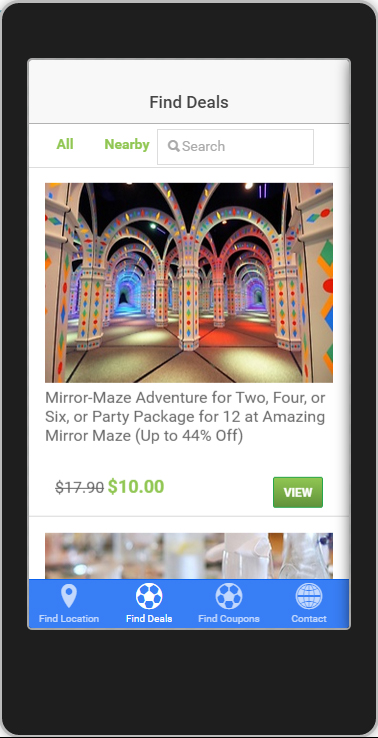 Find Deals
All Nearby Search
Mirror-Maze Adventure for Two, Four, or
Six, or Party Package for 12 at Amazing
Mirror Maze (Up to 44% Off)
$17.90 $10.00 VIEW
Find Location Find Deals Find Coupons Contact